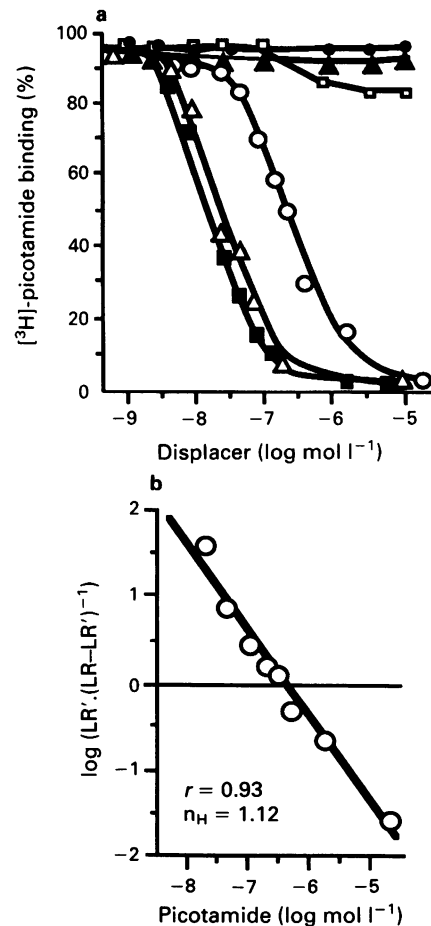 a
[³H]-picotamide binding (%)
100
80
60
40
20
0
−9 −8 −7 −6 −5
Displacer (log mol l⁻¹)
b
log (LR′.(LR–LR′)⁻¹)
2
1
0
−1
−2
r = 0.93
n_H = 1.12
−8 −7 −6 −5
Picotamide (log mol l⁻¹)